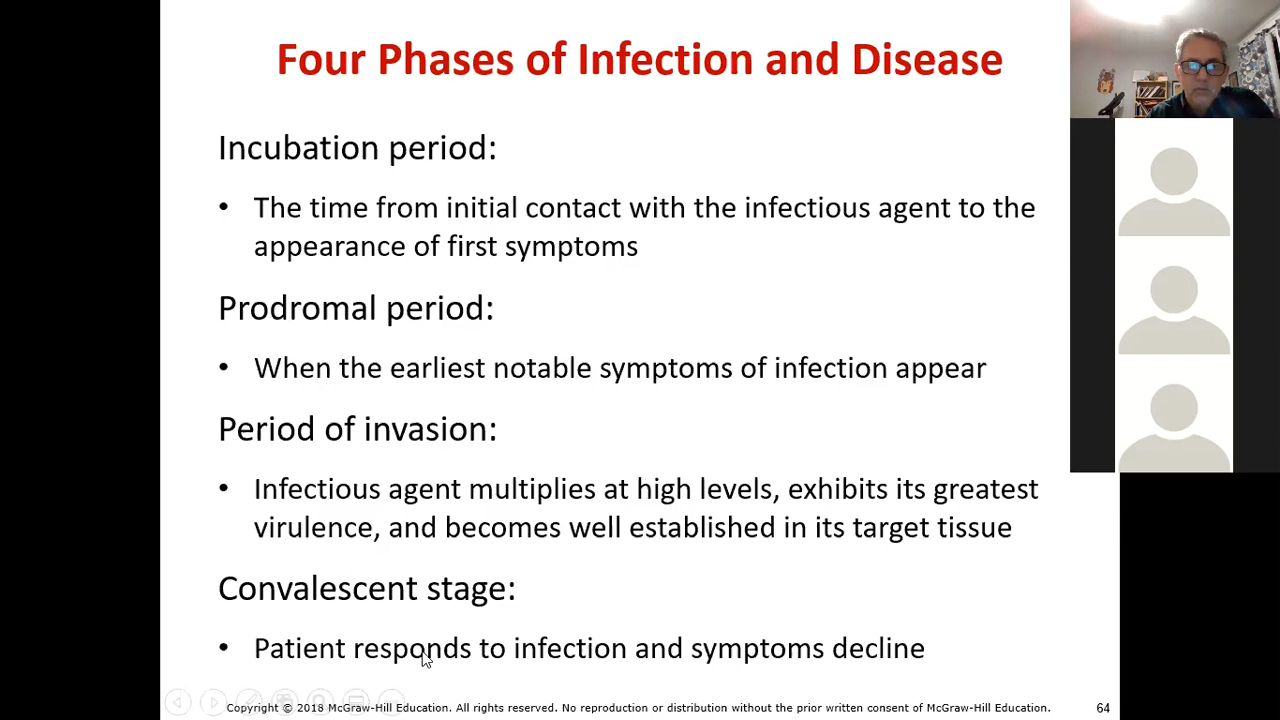 Four Phases of Infection and Disease
Incubation period:
• The time from initial contact with the infectious agent to the
appearance of first symptoms
Prodromal period:
• When the earliest notable symptoms of infection appear
Period of invasion:
• Infectious agent multiplies at high levels, exhibits its greatest
virulence, and becomes well established in its target tissue
Convalescent stage:
• Patient responds to infection and symptoms decline
Copyright © 2018 McGraw-Hill Education. All rights reserved. No reproduction or distribution without the prior written consent of McGraw-Hill Education.
64